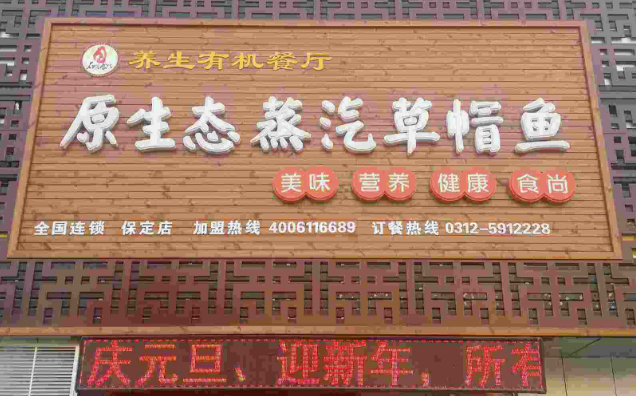 养生有机餐厅
原生态蒸汽草帽鱼
美味 营养 健康 食尚
全国连锁 保定店 加盟热线 4006116689 订餐热线 0312-5912228
庆元旦、迎新年，所有